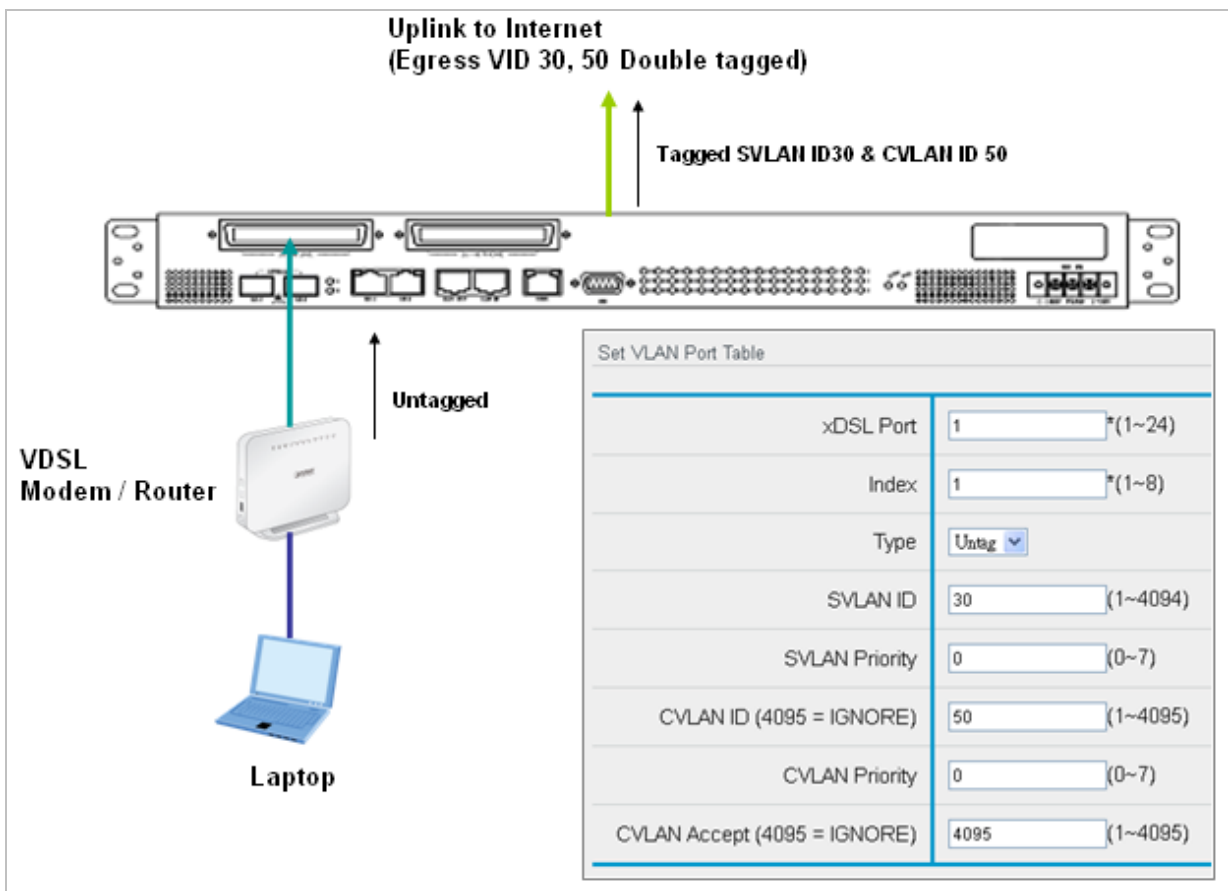 Uplink to Internet
(Egress VID 30, 50 Double tagged)
Tagged SVLAN ID30 & CVLAN ID 50
Untagged
VDSL
Modem / Router
Laptop
Set VLAN Port Table
xDSL Port 1 *(1~24)
Index 1 *(1~8)
Type Untag
SVLAN ID 30 (1~4094)
SVLAN Priority 0 (0~7)
CVLAN ID (4095 = IGNORE) 50 (1~4095)
CVLAN Priority 0 (0~7)
CVLAN Accept (4095 = IGNORE) 4095 (1~4095)